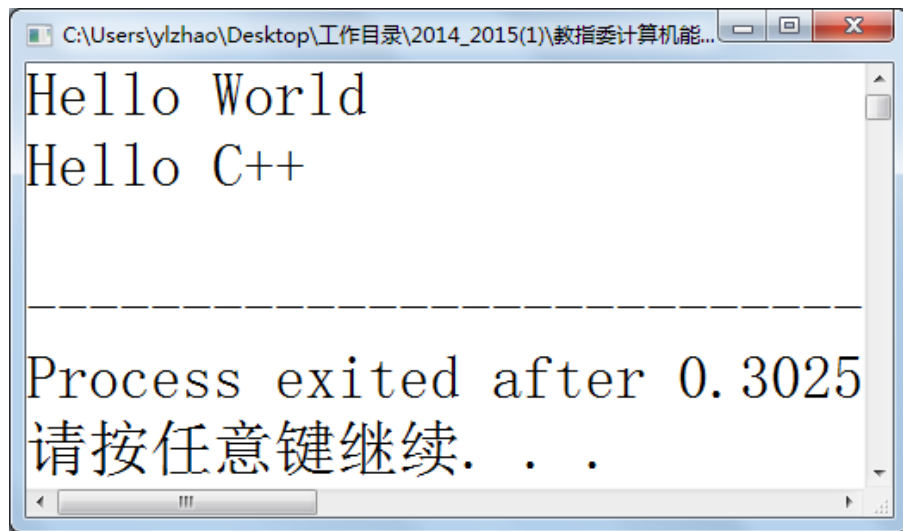 C:\Users\ylzhao\Desktop\工作目录\2014_2015(1)\教指委计算机能...
Hello World
Hello C++
--------------------------------
Process exited after 0.3025
请按任意键继续. . .